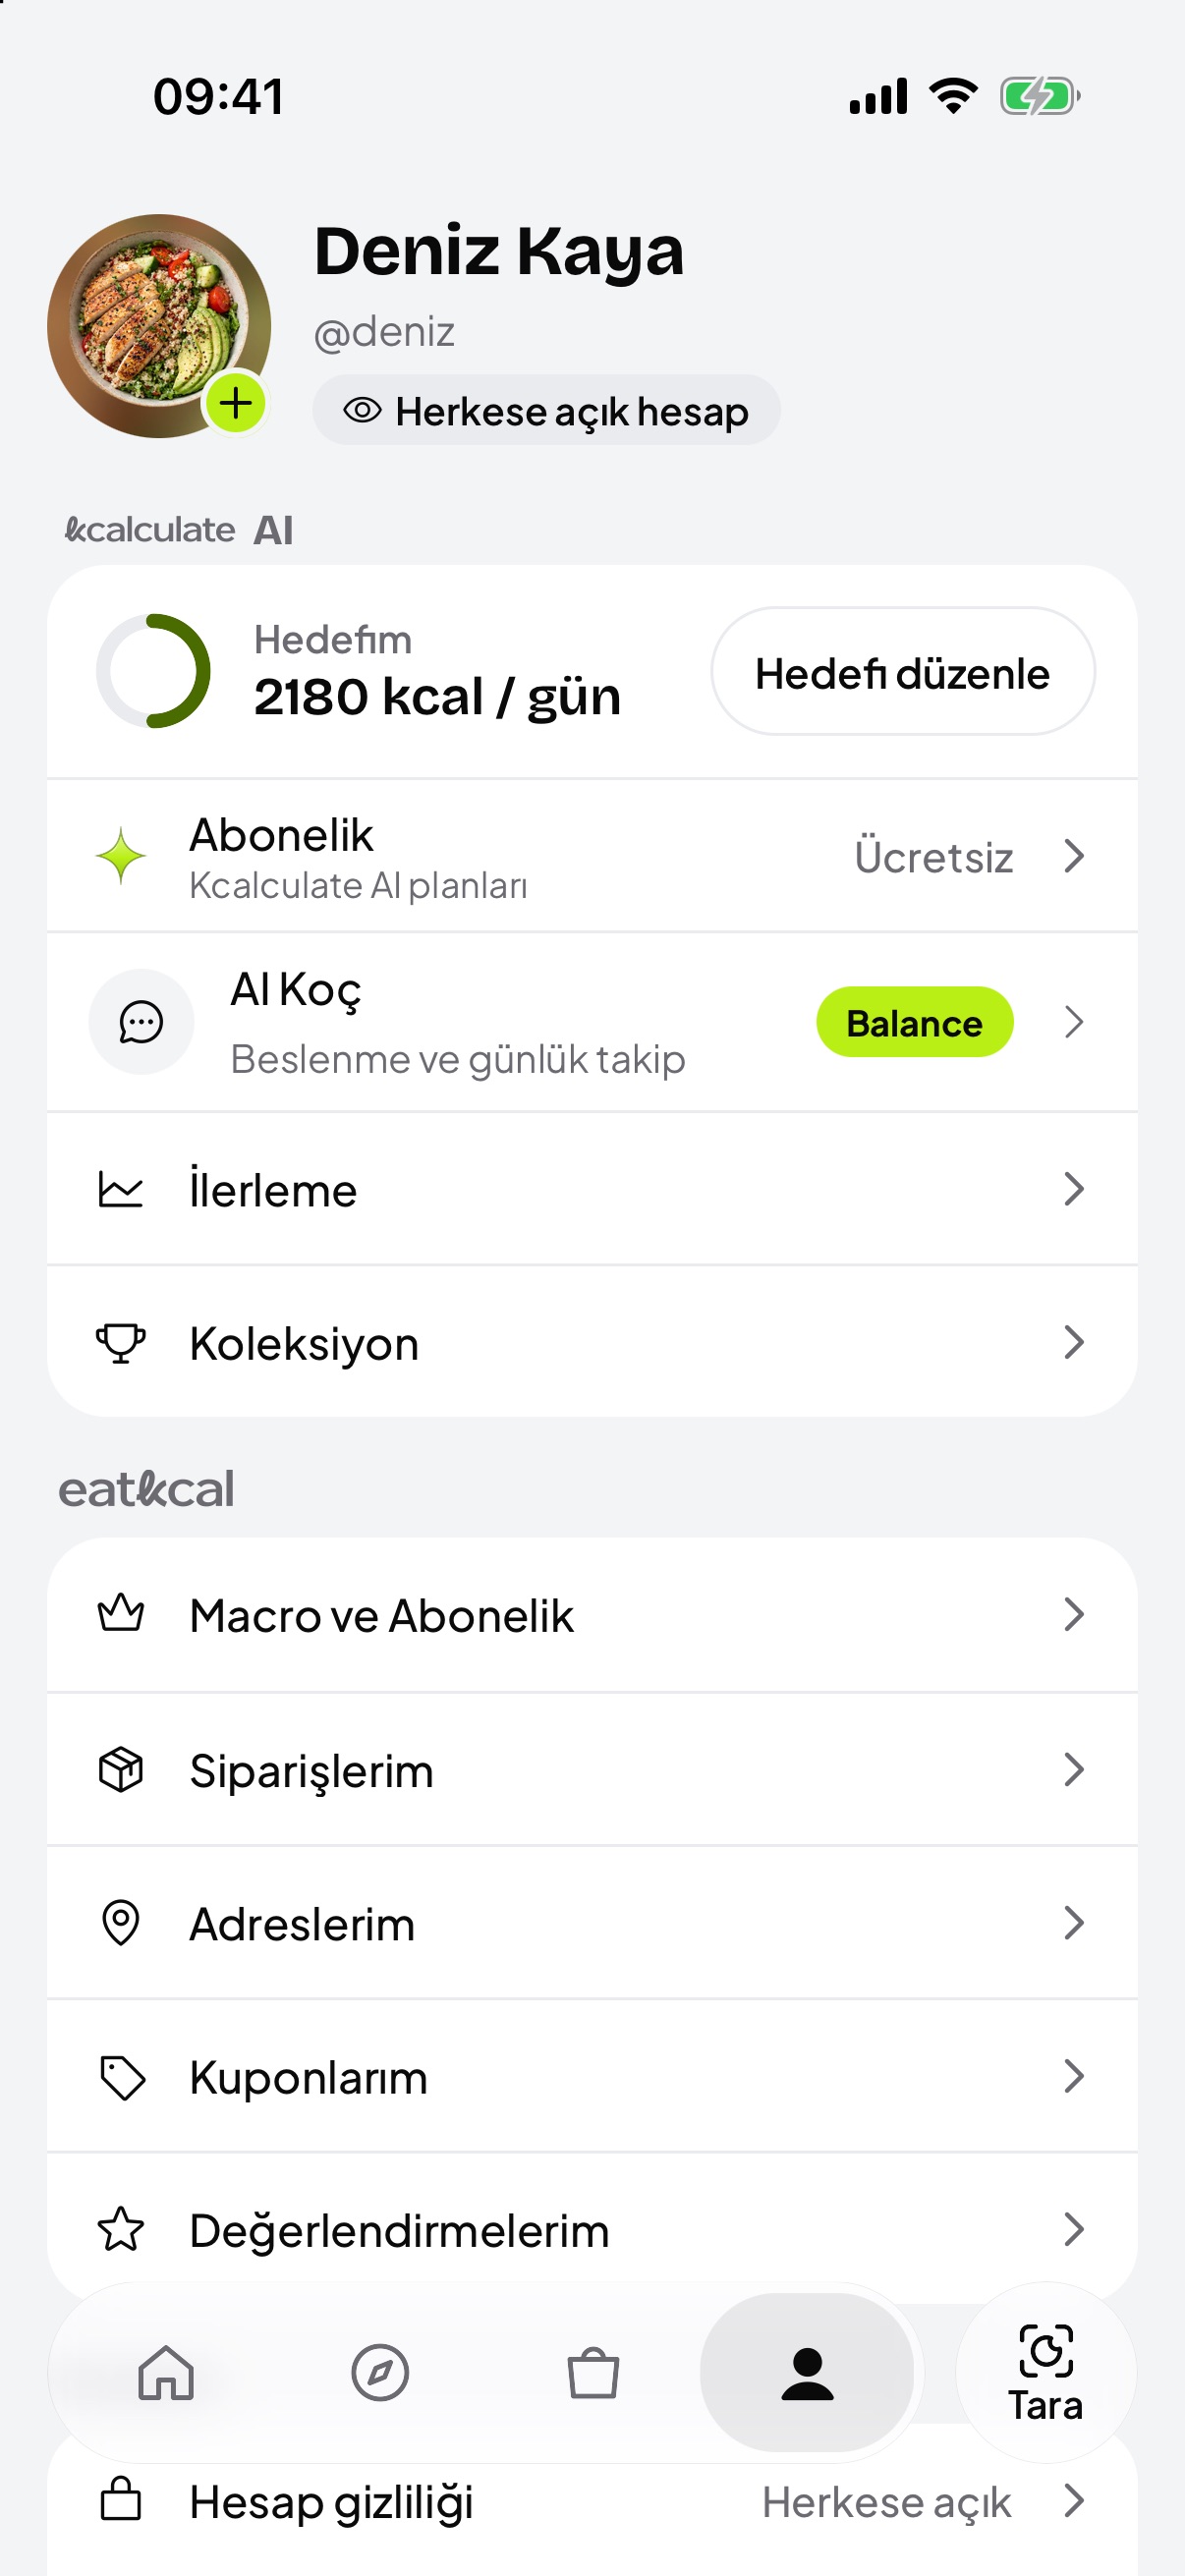 09:41
Deniz Kaya
@deniz
Herkese açık hesap
kcalculate AI
Hedefim
2180 kcal / gün
Hedefi düzenle
Abonelik
Kcalculate AI planları
Ücretsiz
AI Koç
Beslenme ve günlük takip
Balance
İlerleme
Koleksiyon
eatkcal
Macro ve Abonelik
Siparişlerim
Adreslerim
Kuponlarım
Değerlendirmelerim
Tara
Hesap gizliliği
Herkese açık